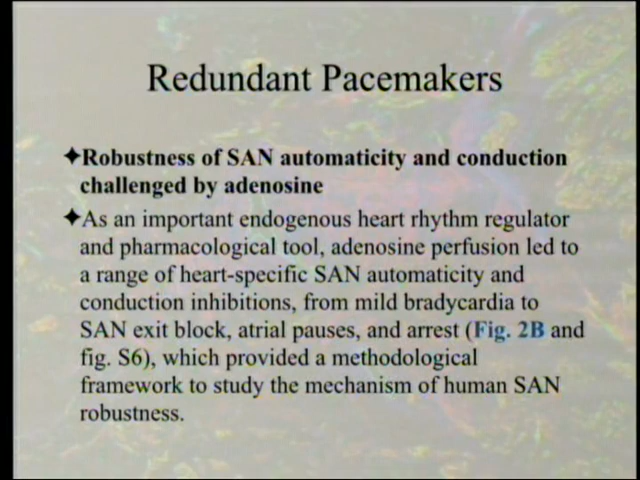 Redundant Pacemakers
✦Robustness of SAN automaticity and conduction
challenged by adenosine
✦As an important endogenous heart rhythm regulator
and pharmacological tool, adenosine perfusion led to
a range of heart-specific SAN automaticity and
conduction inhibitions, from mild bradycardia to
SAN exit block, atrial pauses, and arrest (Fig. 2B and
fig. S6), which provided a methodological
framework to study the mechanism of human SAN
robustness.